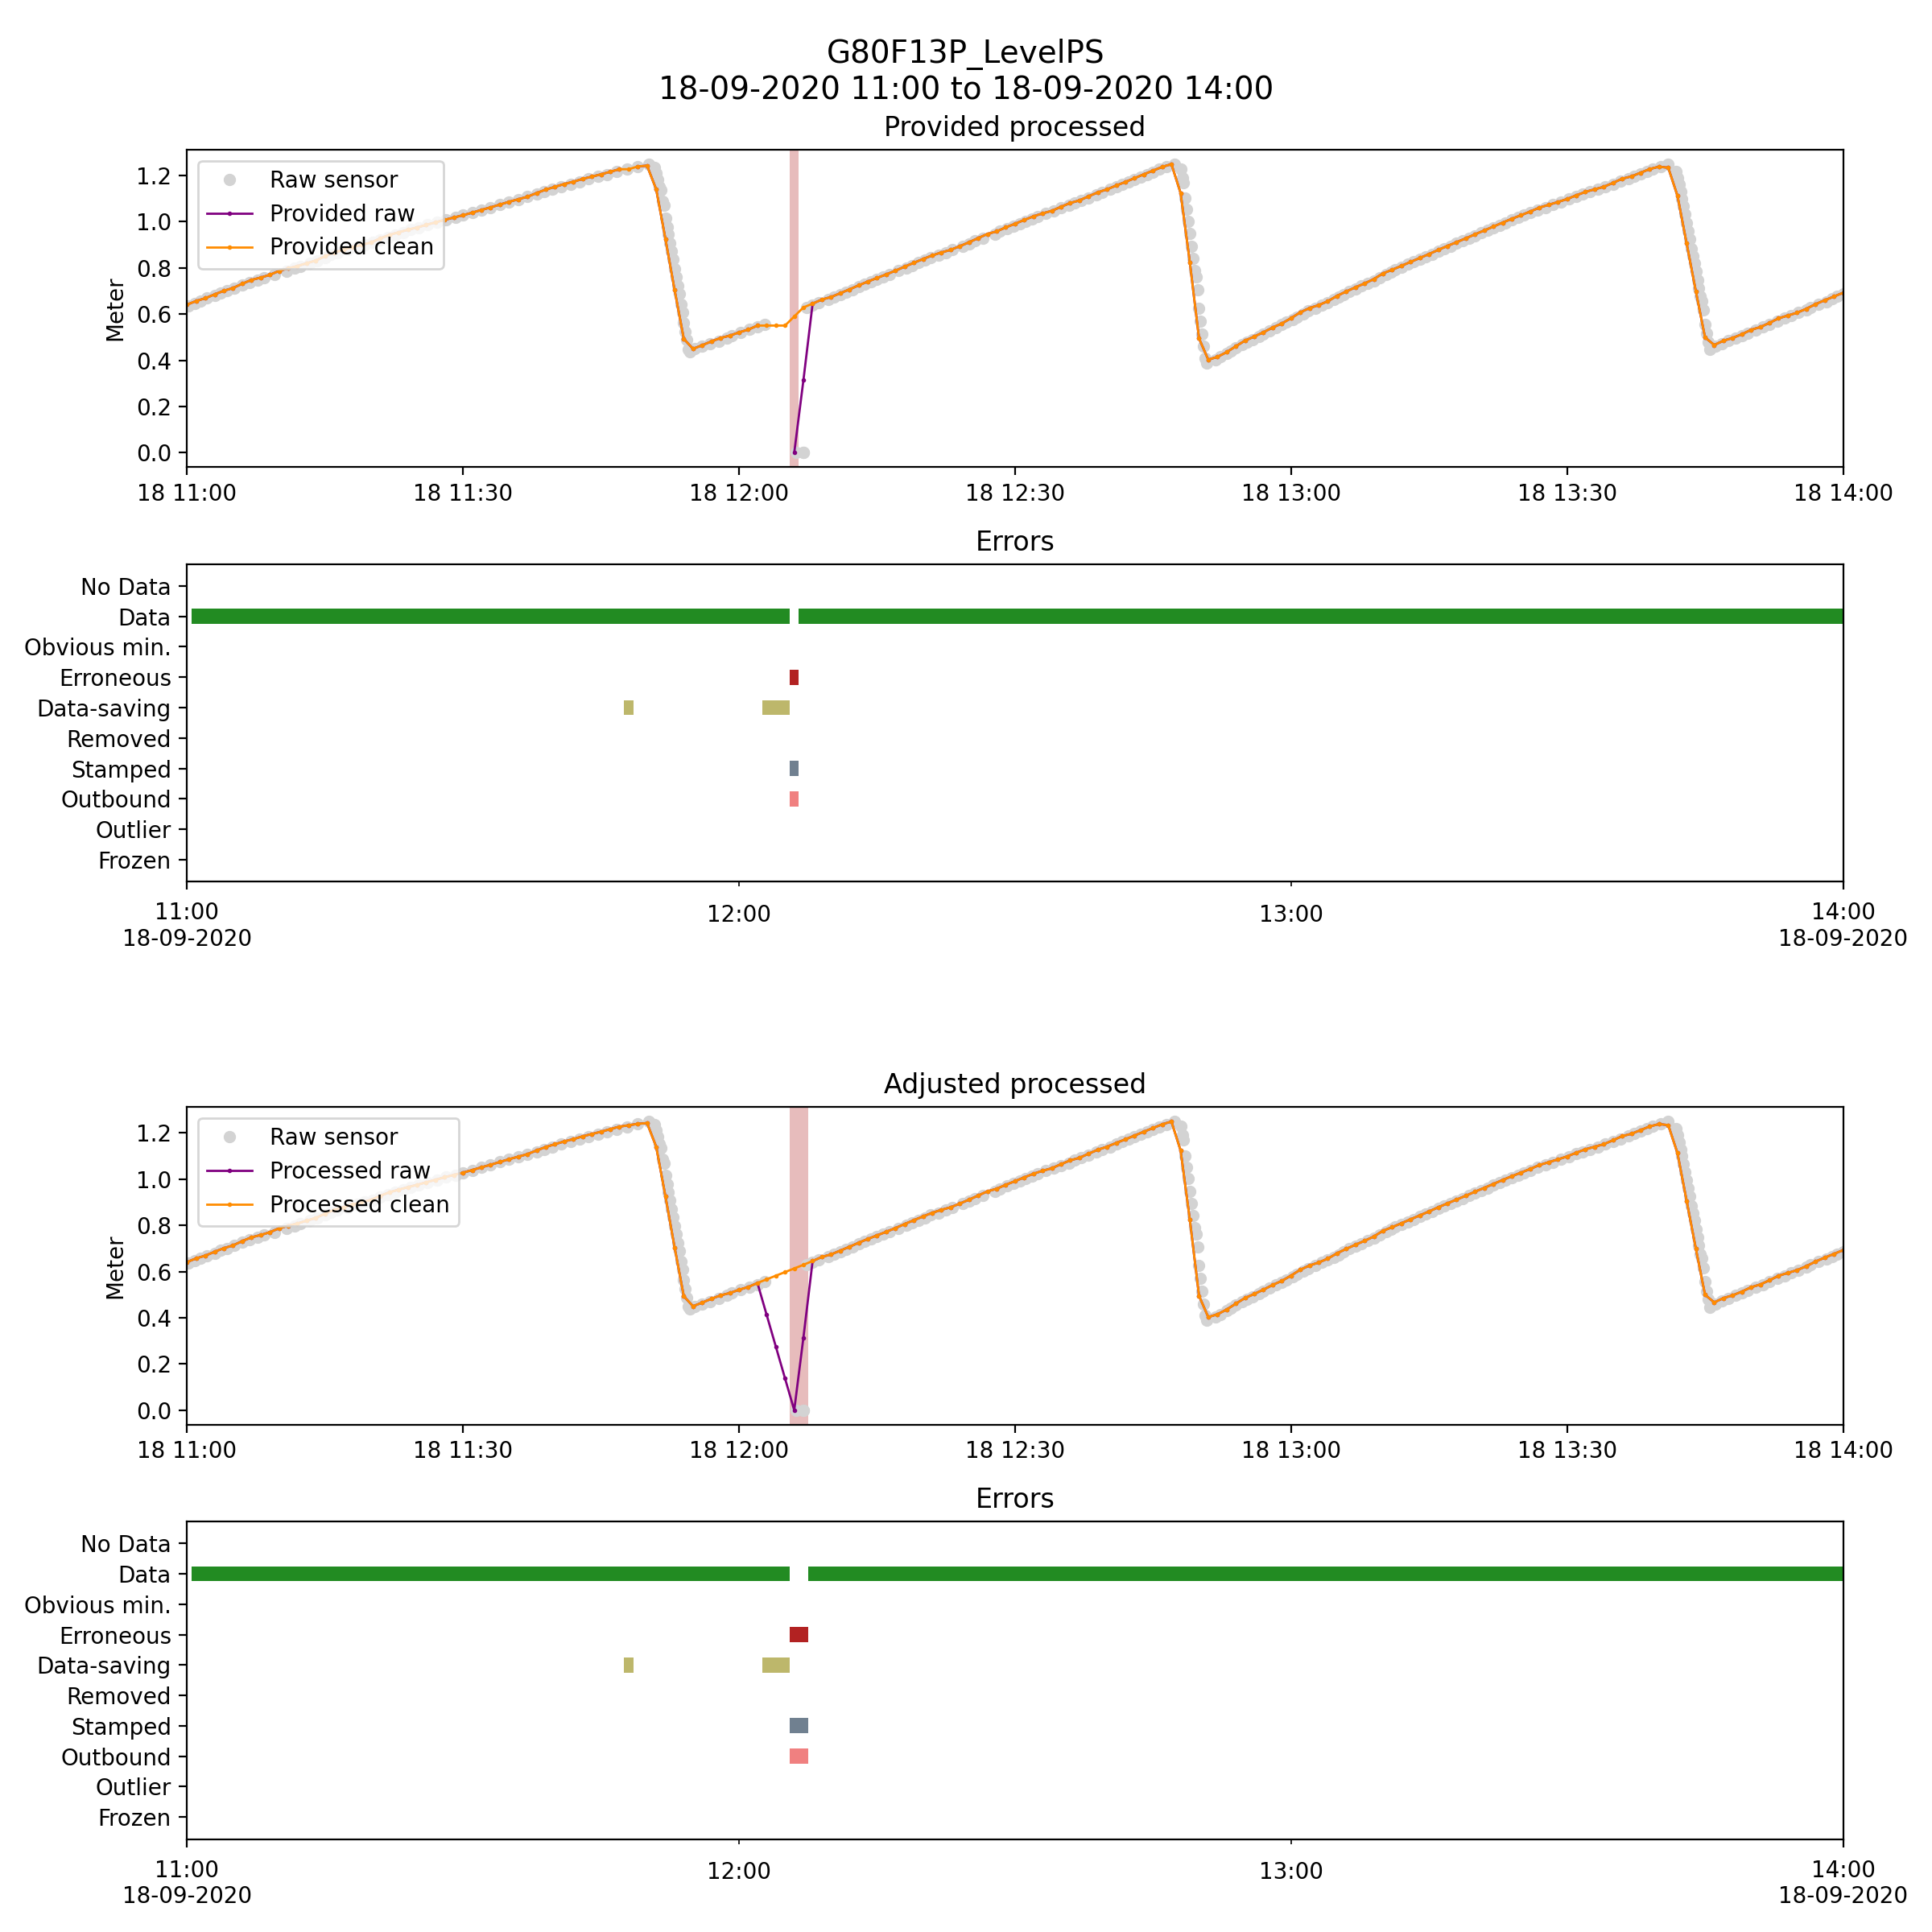 G80F13P_LevelPS
18-09-2020 11:00 to 18-09-2020 14:00
Provided processed
Raw sensor
Provided raw
Provided clean
Meter
1.2
1.0
0.8
0.6
0.4
0.2
0.0
18 11:00 18 11:30 18 12:00 18 12:30 18 13:00 18 13:30 18 14:00
Errors
No Data
Data
Obvious min.
Erroneous
Data-saving
Removed
Stamped
Outbound
Outlier
Frozen
11:00 12:00 13:00 14:00
18-09-2020 18-09-2020
Adjusted processed
Raw sensor
Processed raw
Processed clean
Meter
1.2
1.0
0.8
0.6
0.4
0.2
0.0
18 11:00 18 11:30 18 12:00 18 12:30 18 13:00 18 13:30 18 14:00
Errors
No Data
Data
Obvious min.
Erroneous
Data-saving
Removed
Stamped
Outbound
Outlier
Frozen
11:00 12:00 13:00 14:00
18-09-2020 18-09-2020